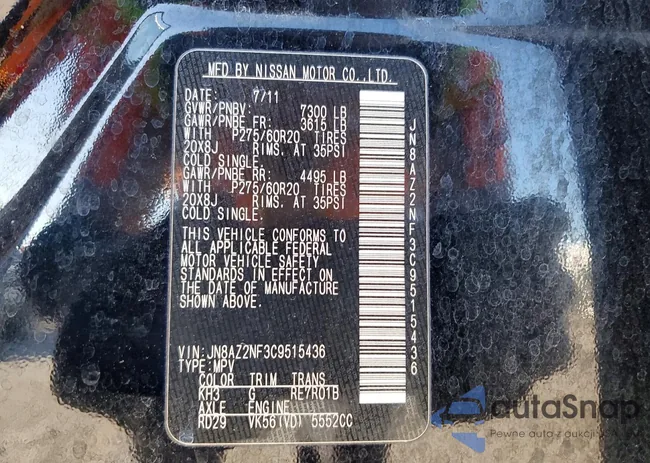 MFD BY NISSAN MOTOR CO.,LTD.
DATE: 7/11
GVWR/PNBV: 7300 LB
GAWR/PNBE FR: 3615 LB
WITH P275/60R20 TIRES
20X8J RIMS. AT 35PSI
COLD SINGLE.
GAWR/PNBE RR: 4495 LB
WITH P275/60R20 TIRES
20X8J RIMS. AT 35PSI
COLD SINGLE.
THIS VEHICLE CONFORMS TO
ALL APPLICABLE FEDERAL
MOTOR VEHICLE SAFETY
STANDARDS IN EFFECT ON
THE DATE OF MANUFACTURE
SHOWN ABOVE.
VIN: JN8AZ2NF3C9515436
TYPE: MPV
COLOR TRIM TRANS
KH3 G RE7R01B
AXLE ENGINE
RD29 VK56(VD) 5552CC
JN8AZ2NF3C9515436
autaSnap
Pewne auta z aukcji